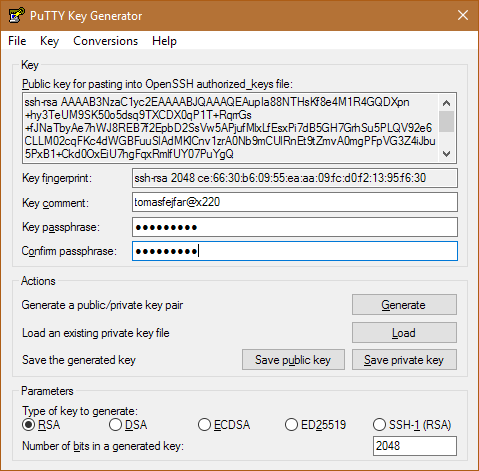 PuTTY Key Generator
File Key Conversions Help
Key
Public key for pasting into OpenSSH authorized_keys file:
ssh-rsa AAAAB3NzaC1yc2EAAAABJQAAAQEAupIa88NTHsKf8e4M1R4GQDXpn
+hy3TeUM9SK50o5dsq9TXCDX0qP1T+RqrrGs
+fJNaTbyAe7hWJ8REB7f2EpbD2SsVw5APjufMlxLfEsxPi7dB5GH7GrhSu5PLQV92e6
CLLM02cqFKc4dWGBFuuSlAdMKlCnv1zrA0Nb9mCUlRnEt9tZmvA0mgPFpVG3Z4iJbu
5PxB1+Ckd0OxEiU7hgFqxRmlfUY07PuYgQ
Key fingerprint: ssh-rsa 2048 ce:66:30:b6:09:55:ea:aa:09:fc:d0:f2:13:95:f6:30
Key comment: tomasfejfar@x220
Key passphrase: ●●●●●●●●●
Confirm passphrase: ●●●●●●●●●
Actions
Generate a public/private key pair Generate
Load an existing private key file Load
Save the generated key Save public key Save private key
Parameters
Type of key to generate:
RSA DSA ECDSA ED25519 SSH-1 (RSA)
Number of bits in a generated key: 2048